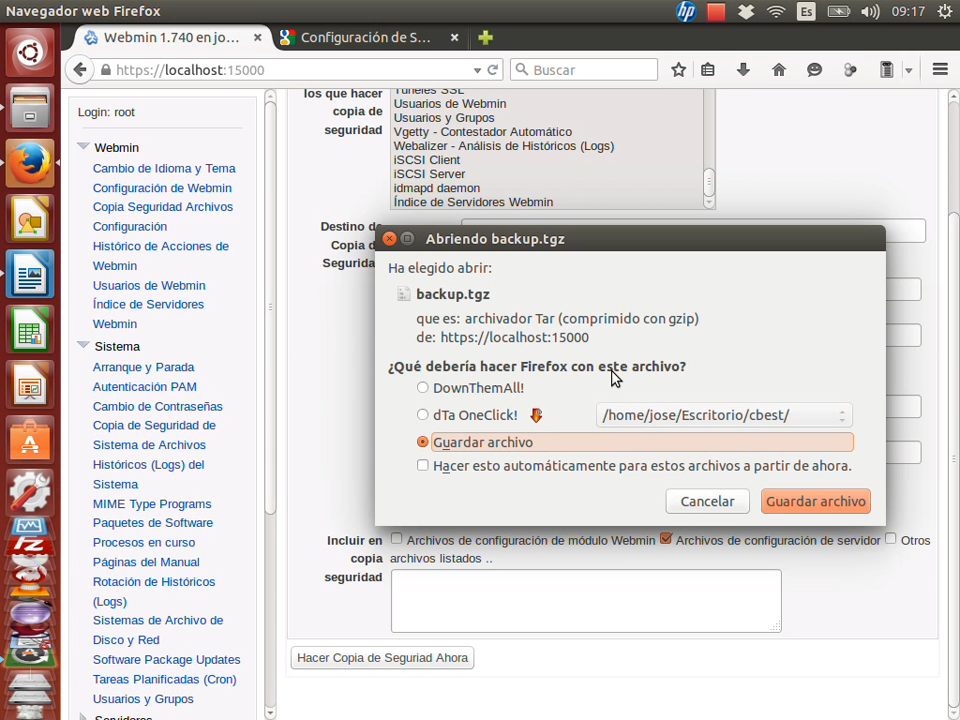 Navegador web Firefox
Es
09:17
Webmin 1.740 en jo...
Configuración de S...
https://localhost:15000
Buscar
Login: root
Webmin
Cambio de Idioma y Tema
Configuración de Webmin
Copia Seguridad Archivos
Configuración
Histórico de Acciones de
Webmin
Usuarios de Webmin
Índice de Servidores
Webmin
Sistema
Arranque y Parada
Autenticación PAM
Cambio de Contraseñas
Copia de Seguridad de
Sistema de Archivos
Históricos (Logs) del
Sistema
MIME Type Programs
Paquetes de Software
Procesos en curso
Páginas del Manual
Rotación de Históricos
(Logs)
Sistemas de Archivo de
Disco y Red
Software Package Updates
Tareas Planificadas (Cron)
Usuarios y Grupos
Servidores
los que hacer
copia de
seguridad
Túneles SSL
Usuarios de Webmin
Usuarios y Grupos
Vgetty - Contestador Automático
Webalizer - Análisis de Históricos (Logs)
iSCSI Client
iSCSI Server
idmapd daemon
Índice de Servidores Webmin
Destino de
Copia de
Seguridad
Abriendo backup.tgz
Ha elegido abrir:
backup.tgz
que es: archivador Tar (comprimido con gzip)
de: https://localhost:15000
¿Qué debería hacer Firefox con este archivo?
DownThemAll!
dTa OneClick!
/home/jose/Escritorio/cbest/
Guardar archivo
Hacer esto automáticamente para estos archivos a partir de ahora.
Cancelar
Guardar archivo
Incluir en
copia
seguridad
Archivos de configuración de módulo Webmin
Archivos de configuración de servidor
Otros
archivos listados ..
Hacer Copia de Seguriad Ahora